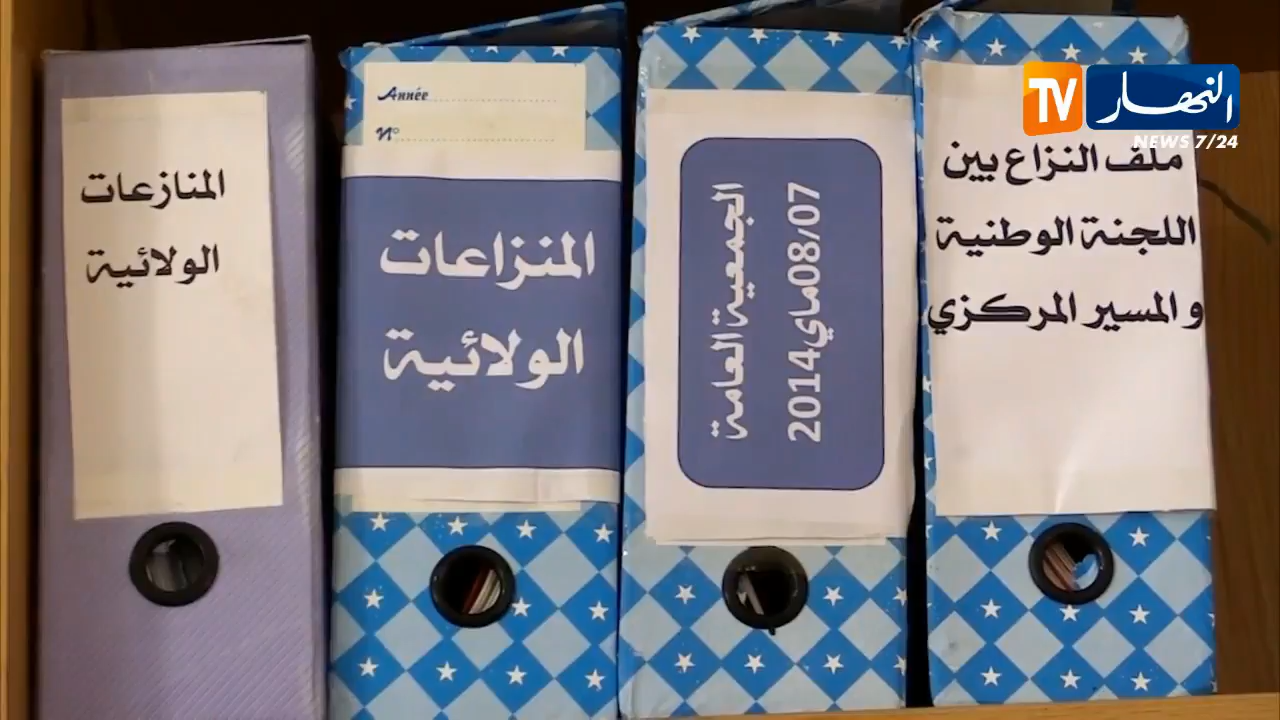 النهار TV
NEWS 7/24
ملف النزاع بين
اللجنة الوطنية
و المسير المركزي
الجمعية العامة
08،07ماي2014
Année
N°
المنزاعات
الولائية
المنازعات
الولائية